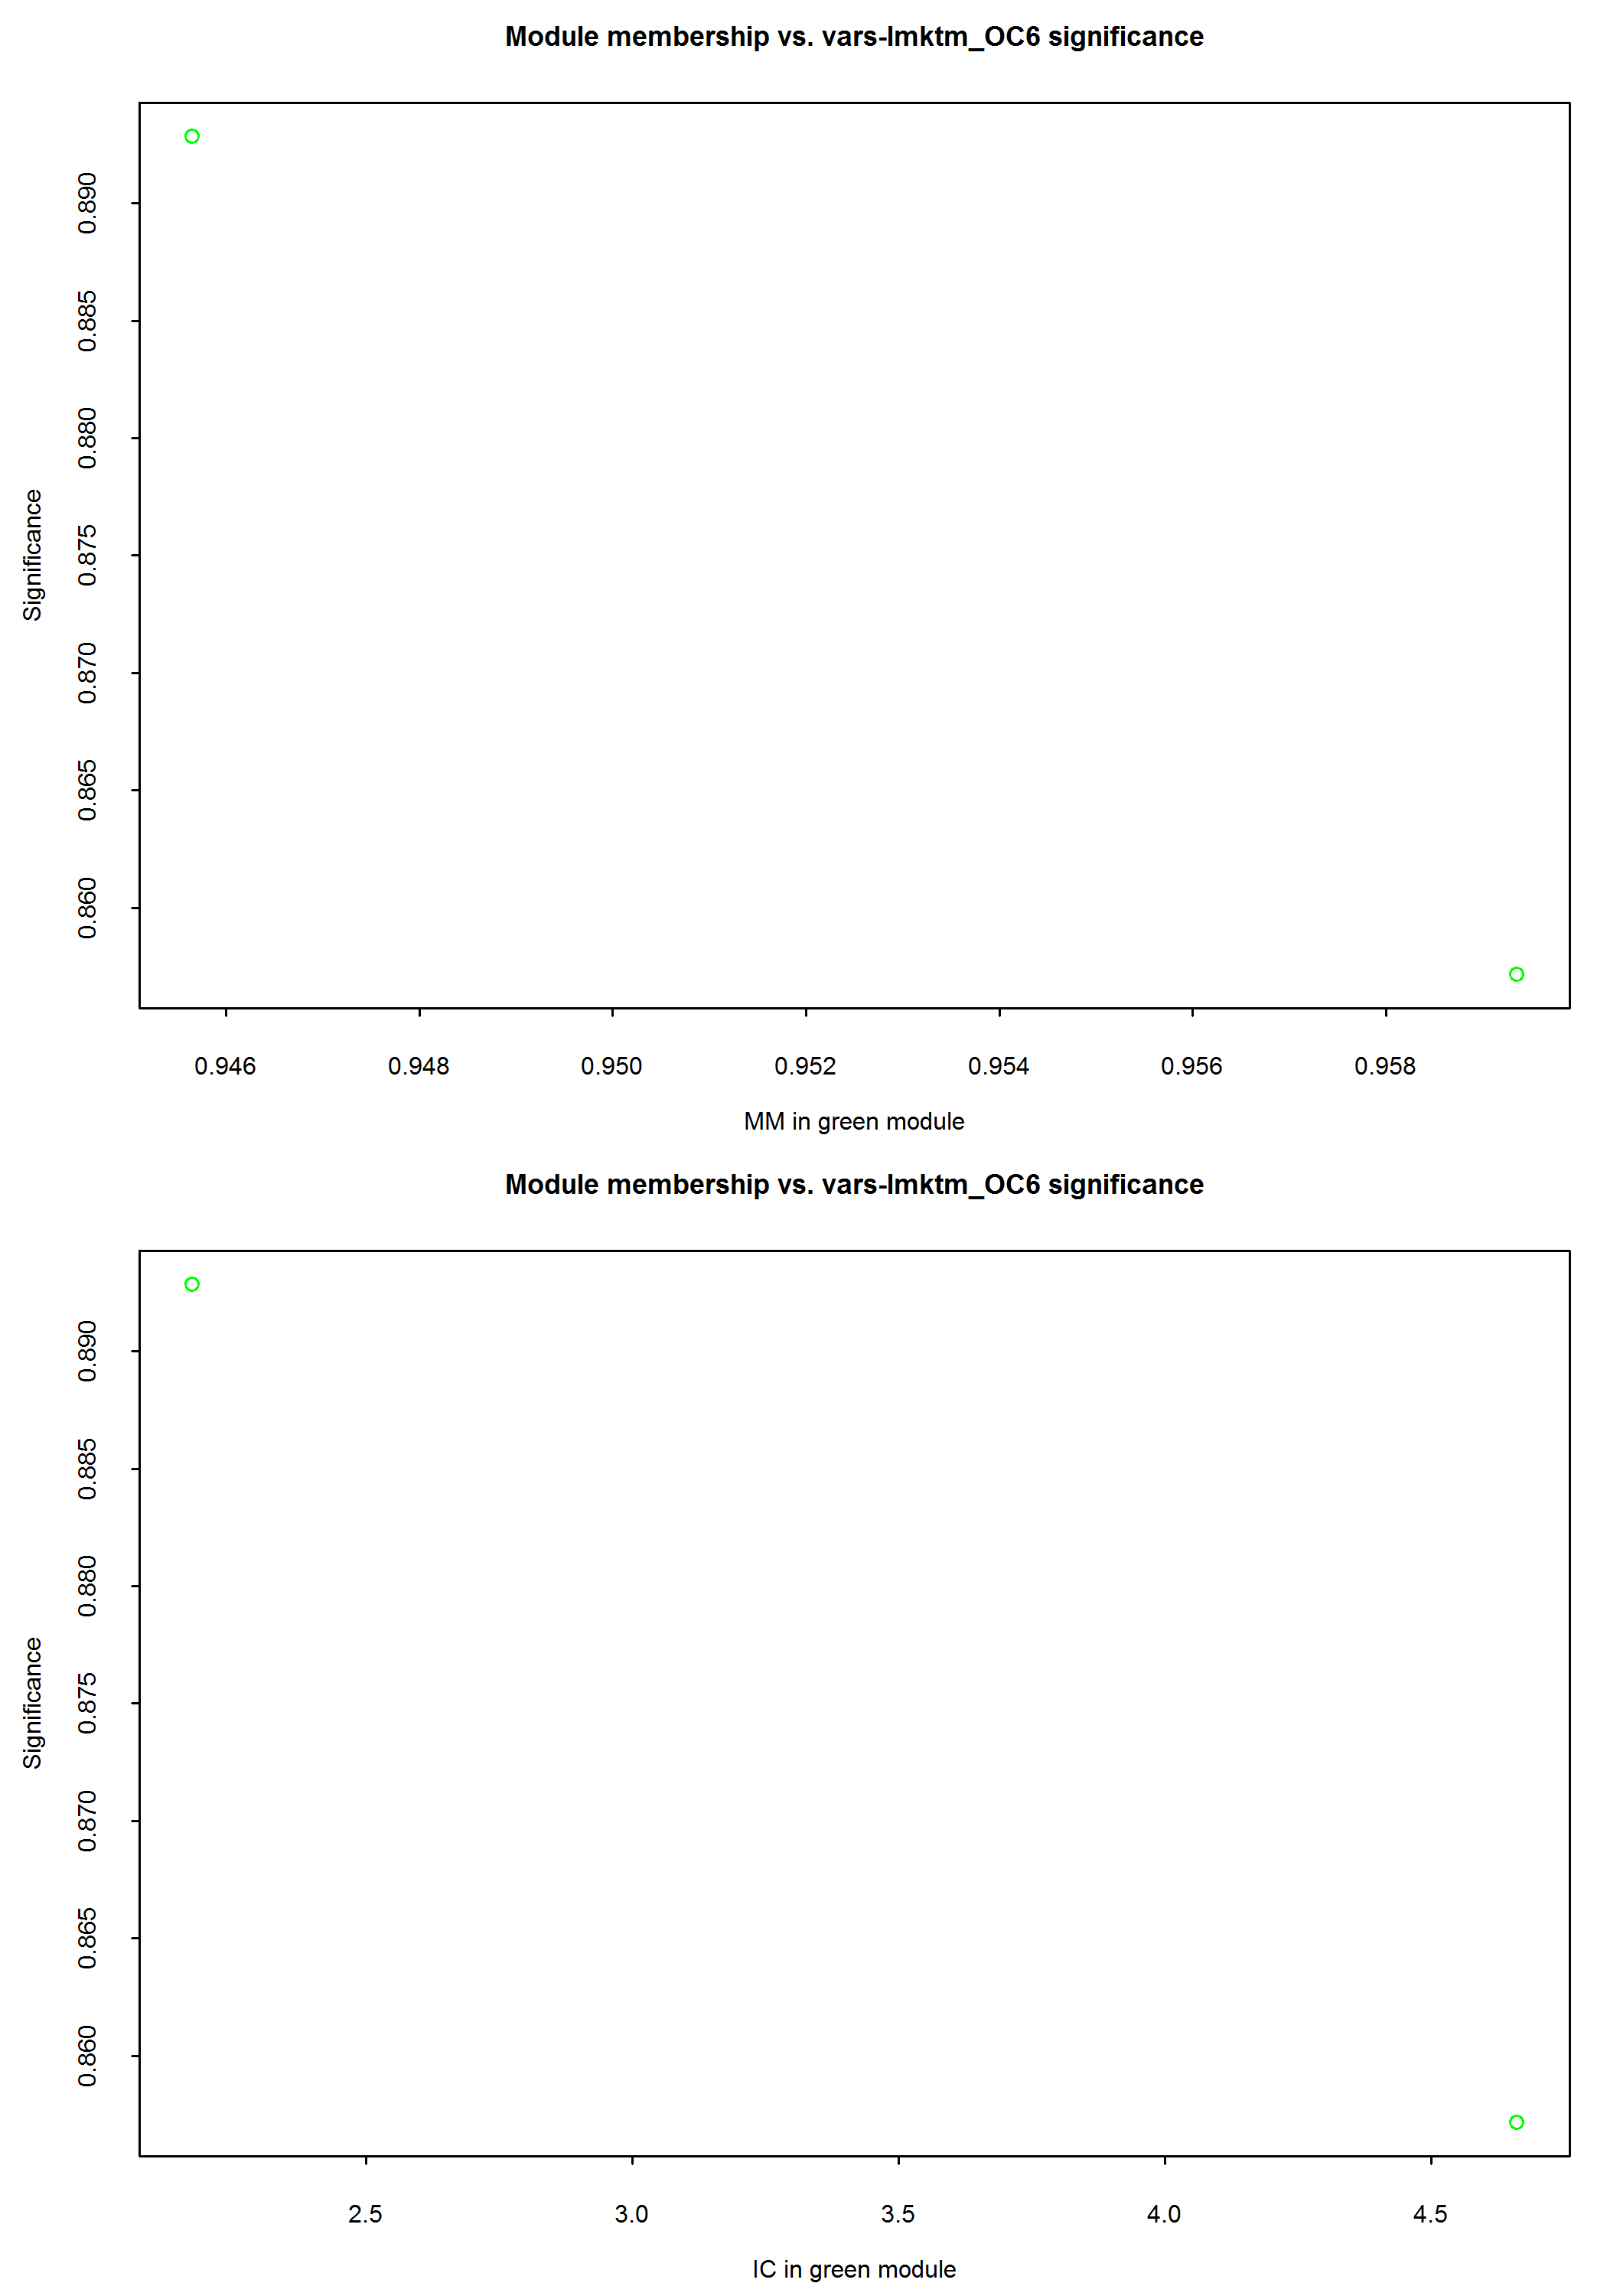 Module membership vs. vars-lmktm_OC6 significance
0.890
0.885
0.880
0.875
0.870
0.865
0.860
Significance
0.946 0.948 0.950 0.952 0.954 0.956 0.958
MM in green module
Module membership vs. vars-lmktm_OC6 significance
0.890
0.885
0.880
0.875
0.870
0.865
0.860
Significance
2.5 3.0 3.5 4.0 4.5
IC in green module